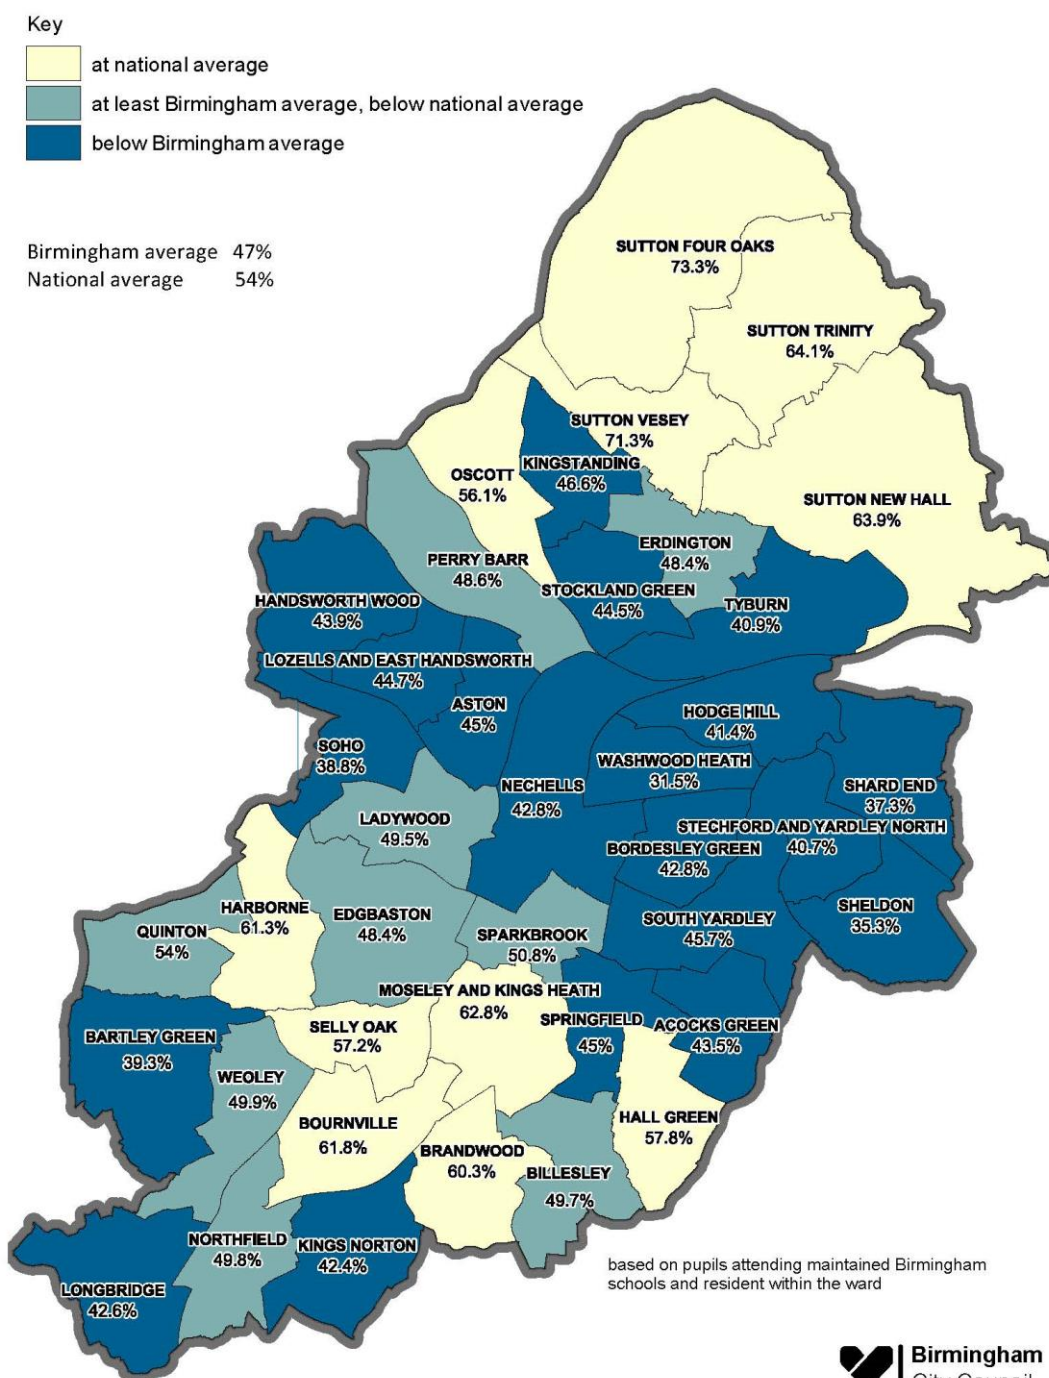 Key
at national average
at least Birmingham average, below national average
below Birmingham average
Birmingham average 47%
National average 54%
SUTTON FOUR OAKS
73.3%
SUTTON TRINITY
64.1%
SUTTON VESEY
71.3%
KINGSTANDING
46.6%
OSCOTT
56.1%
SUTTON NEW HALL
63.9%
ERDINGTON
48.4%
PERRY BARR
48.6%
STOCKLAND GREEN
44.5%
TYBURN
40.9%
HANDSWORTH WOOD
43.9%
LOZELLS AND EAST HANDSWORTH
44.7%
ASTON
45%
HODGE HILL
41.4%
SOHO
38.8%
WASHWOOD HEATH
31.5%
NECHELLS
42.8%
SHARD END
37.3%
LADYWOOD
49.5%
STECHFORD AND YARDLEY NORTH
40.7%
BORDESLEY GREEN
42.8%
HARBORNE
61.3%
EDGBASTON
48.4%
SHELDON
35.3%
SOUTH YARDLEY
45.7%
QUINTON
54%
SPARKBROOK
50.8%
MOSELEY AND KINGS HEATH
62.8%
SPRINGFIELD
45%
ACOCKS GREEN
43.5%
SELLY OAK
57.2%
BARTLEY GREEN
39.3%
WEOLEY
49.9%
HALL GREEN
57.8%
BOURNVILLE
61.8%
BRANDWOOD
60.3%
BILLESLEY
49.7%
NORTHFIELD
49.8%
KINGS NORTON
42.4%
LONGBRIDGE
42.6%
based on pupils attending maintained Birmingham
schools and resident within the ward
Birmingham
City Council